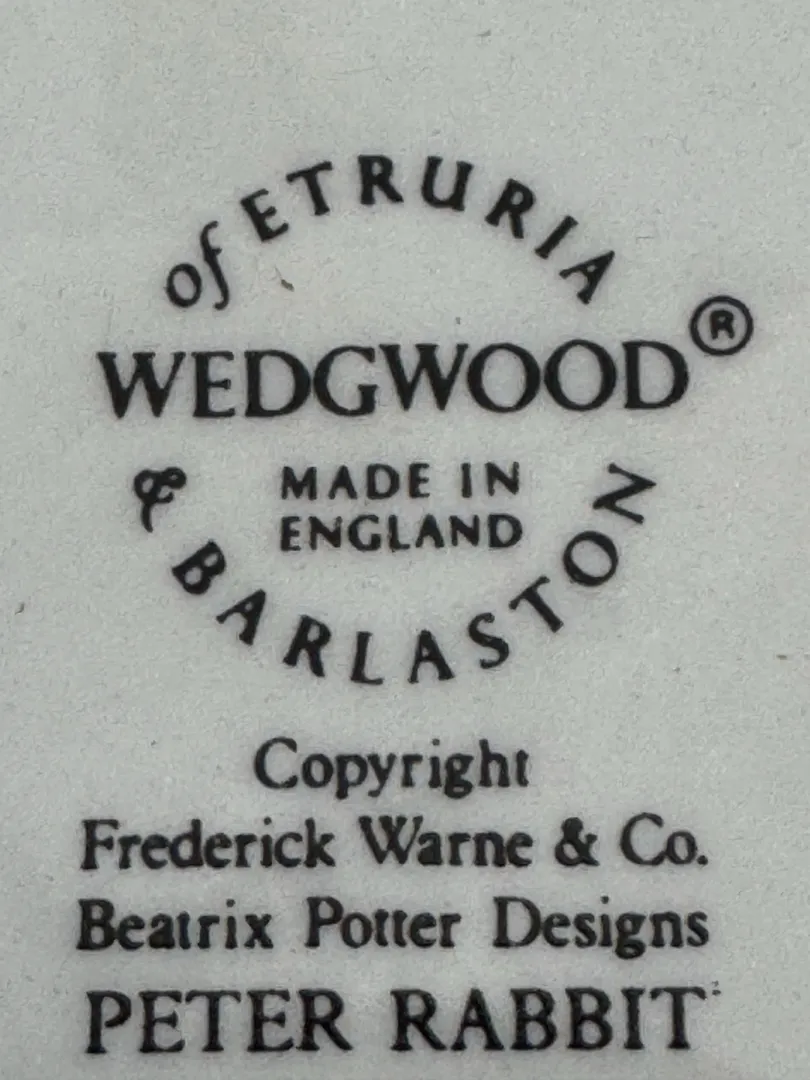 of ETRURIA
WEDGWOOD®
MADE IN
ENGLAND
& BARLASTON
Copyright
Frederick Warne & Co.
Beatrix Potter Designs
PETER RABBIT